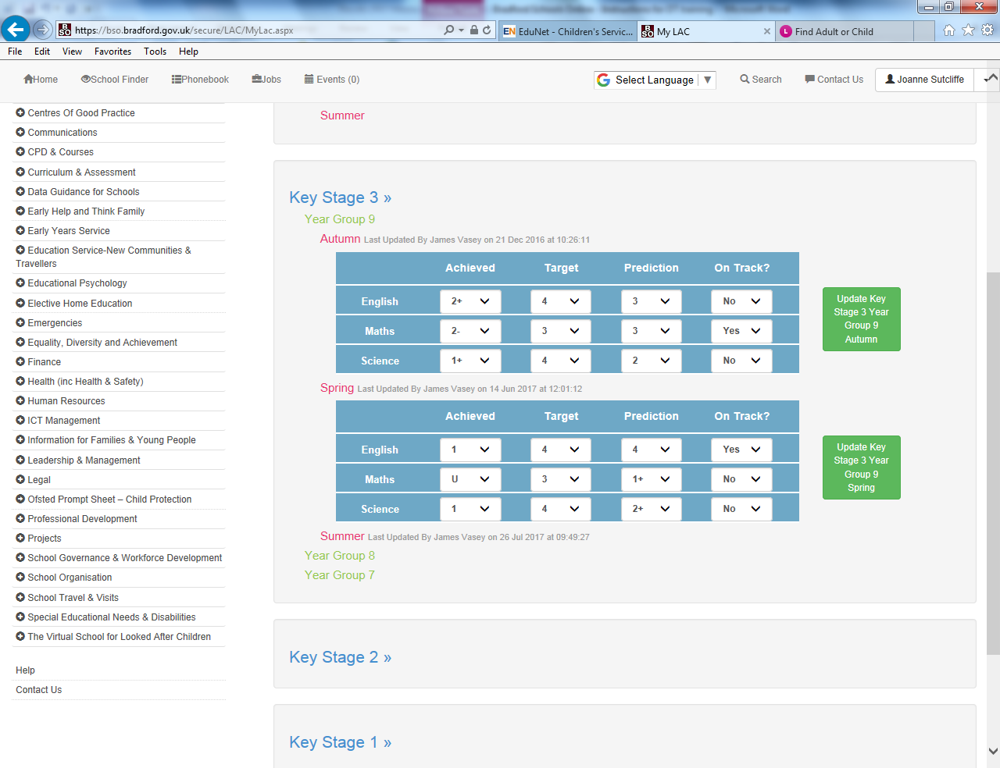 https://bso.bradford.gov.uk/secure/LAC/MyLac.aspx
EN EduNet - Children's Servic...
BSO My LAC
L Find Adult or Child
File Edit View Favorites Tools Help
Home School Finder Phonebook Jobs Events (0)
G Select Language ▼ Search Contact Us Joanne Sutcliffe
Centres Of Good Practice
Communications
CPD & Courses
Curriculum & Assessment
Data Guidance for Schools
Early Help and Think Family
Early Years Service
Education Service-New Communities &
Travellers
Educational Psychology
Elective Home Education
Emergencies
Equality, Diversity and Achievement
Finance
Health (inc Health & Safety)
Human Resources
ICT Management
Information for Families & Young People
Leadership & Management
Legal
Ofsted Prompt Sheet – Child Protection
Professional Development
Projects
School Governance & Workforce Development
School Organisation
School Travel & Visits
Special Educational Needs & Disabilities
The Virtual School for Looked After Children
Help
Contact Us
Summer
Key Stage 3 »
Year Group 9
Autumn Last Updated By James Vasey on 21 Dec 2016 at 10:26:11
Achieved Target Prediction On Track?
English 2+ 4 3 No
Maths 2- 3 3 Yes
Science 1+ 4 2 No
Update Key
Stage 3 Year
Group 9
Autumn
Spring Last Updated By James Vasey on 14 Jun 2017 at 12:01:12
Achieved Target Prediction On Track?
English 1 4 4 Yes
Maths U 3 1+ No
Science 1 4 2+ No
Update Key
Stage 3 Year
Group 9
Spring
Summer Last Updated By James Vasey on 26 Jul 2017 at 09:49:27
Year Group 8
Year Group 7
Key Stage 2 »
Key Stage 1 »